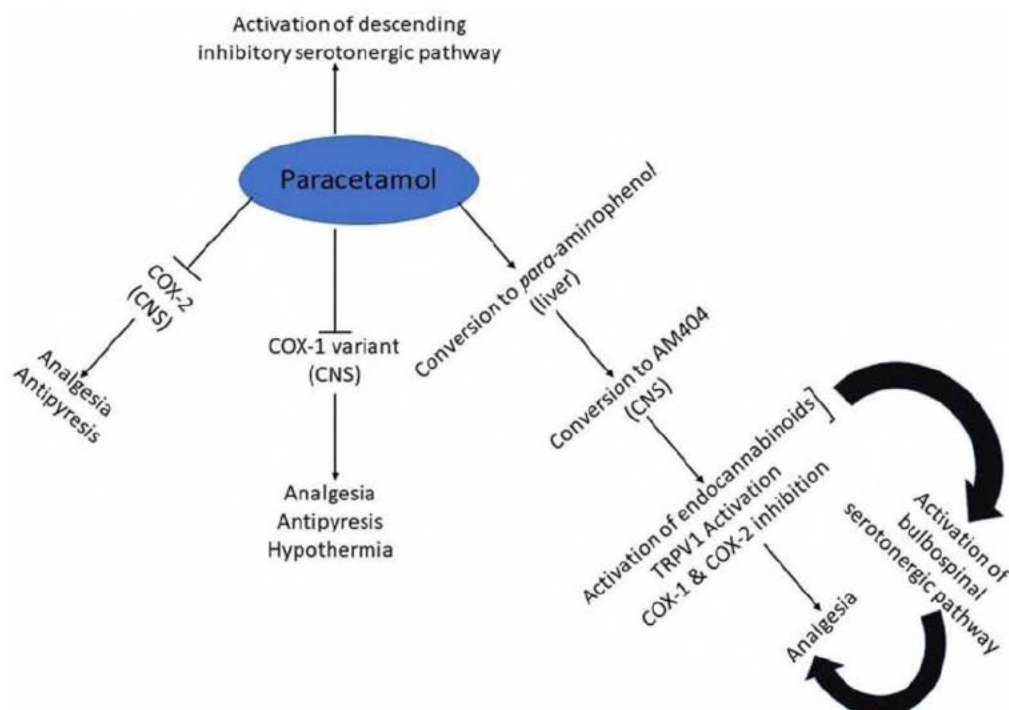 Activation of descending
inhibitory serotonergic pathway
Paracetamol
COX-2
(CNS)
Analgesia
Antipyresis
COX-1 variant
(CNS)
Analgesia
Antipyresis
Hypothermia
Conversion to para-aminophenol
(liver)
Conversion to AM404
(CNS)
Activation of endocannabinoids
TRPV1 Activation
COX-1 & COX-2 inhibition
Analgesia
Activation of
bulbospinal
serotonergic pathway